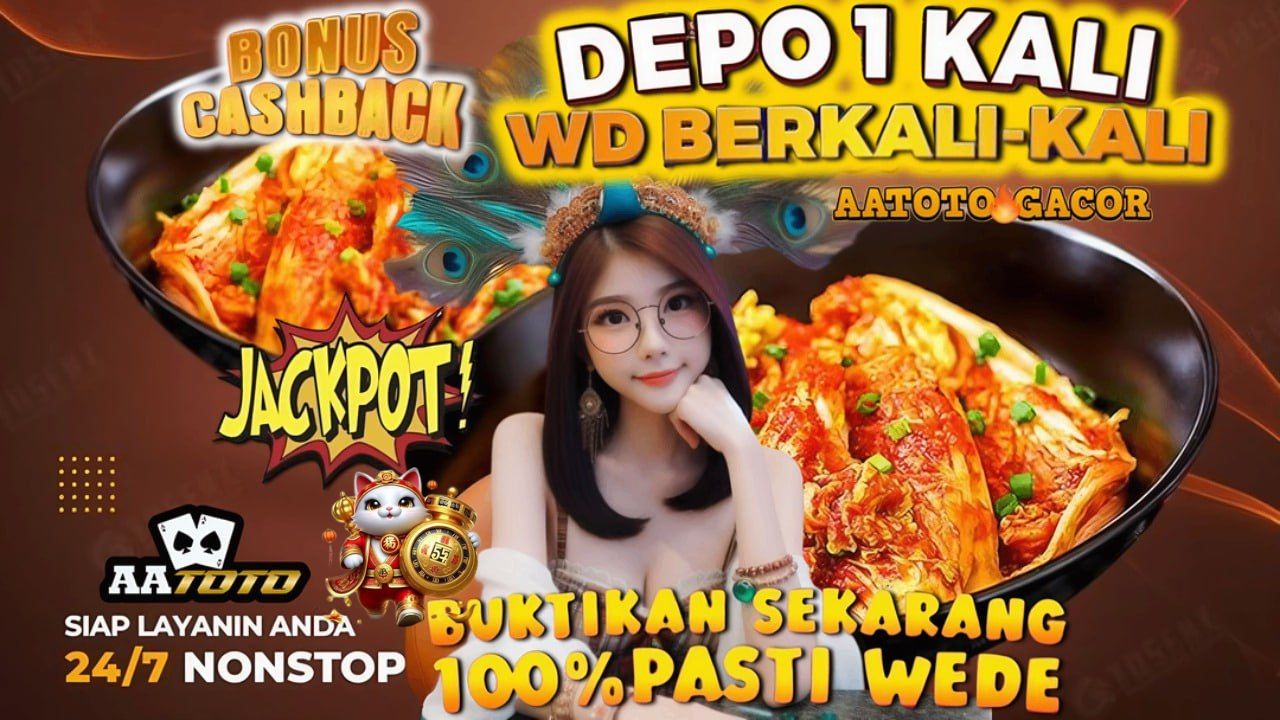 BONUS
CASHBACK
DEPO 1 KALI
WD BERKALI-KALI
AATOTO🔥GACOR
JACKPOT!
AATOTO
SIAP LAYANIN ANDA
24/7 NONSTOP
BUKTIKAN SEKARANG
100% PASTI WEDE